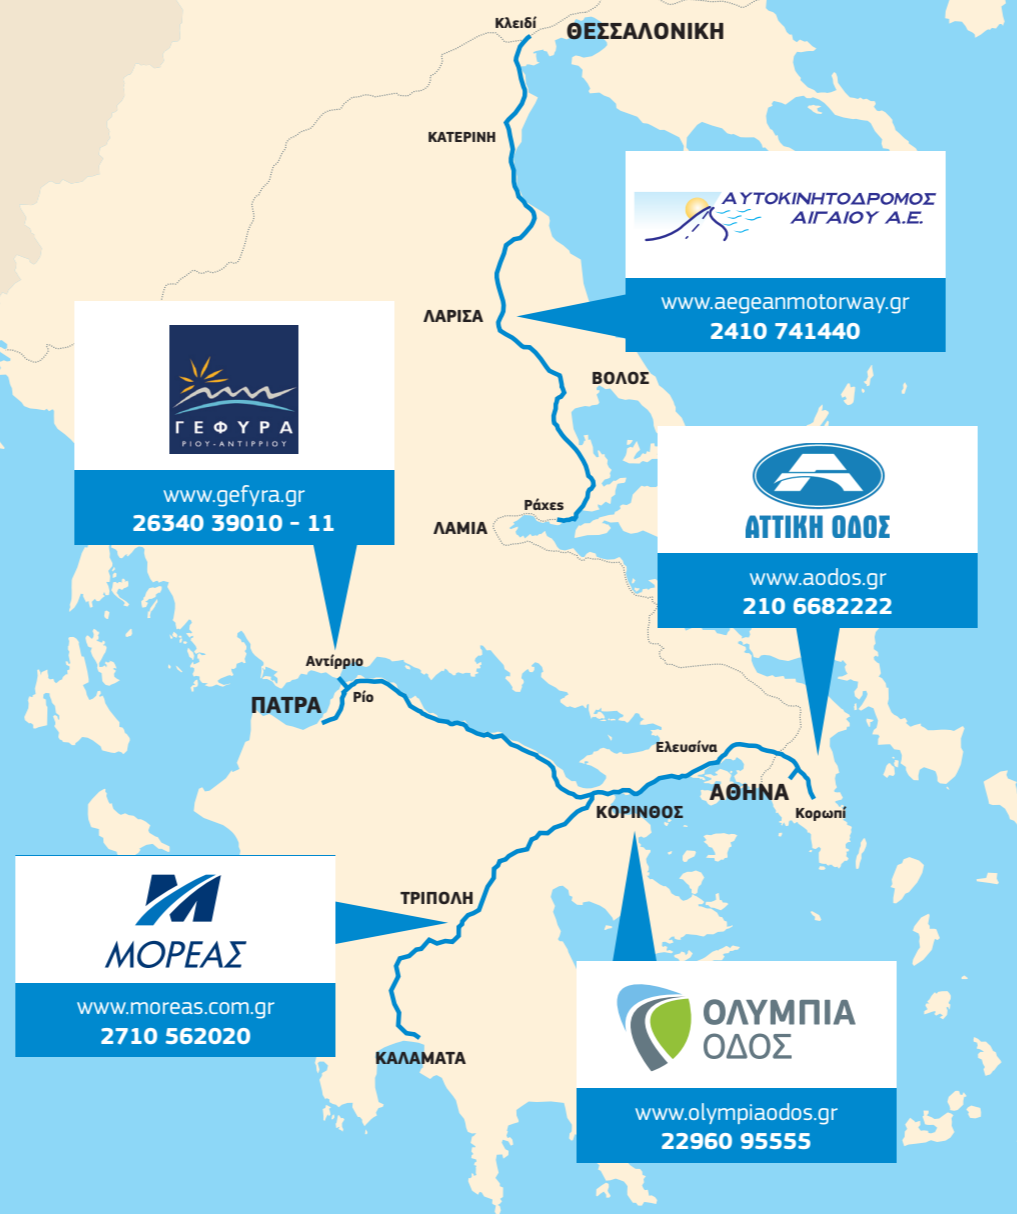 Κλειδί
ΘΕΣΣΑΛΟΝΙΚΗ
ΚΑΤΕΡΙΝΗ
ΑΥΤΟΚΙΝΗΤΟΔΡΟΜΟΣ
ΑΙΓΑΙΟΥ Α.Ε.
www.aegeanmotorway.gr
2410 741440
ΛΑΡΙΣΑ
ΒΟΛΟΣ
ΓΕΦΥΡΑ
ΡΙΟΥ-ΑΝΤΙΡΡΙΟΥ
www.gefyra.gr
26340 39010 - 11
Ράχες
ΛΑΜΙΑ
ΑΤΤΙΚΗ ΟΔΟΣ
www.aodos.gr
210 6682222
Αντίρριο
Ρίο
ΠΑΤΡΑ
Ελευσίνα
ΑΘΗΝΑ
Κορωπί
ΚΟΡΙΝΘΟΣ
ΤΡΙΠΟΛΗ
ΜΟΡΕΑΣ
www.moreas.com.gr
2710 562020
ΚΑΛΑΜΑΤΑ
ΟΛΥΜΠΙΑ
ΟΔΟΣ
www.olympiaodos.gr
22960 95555